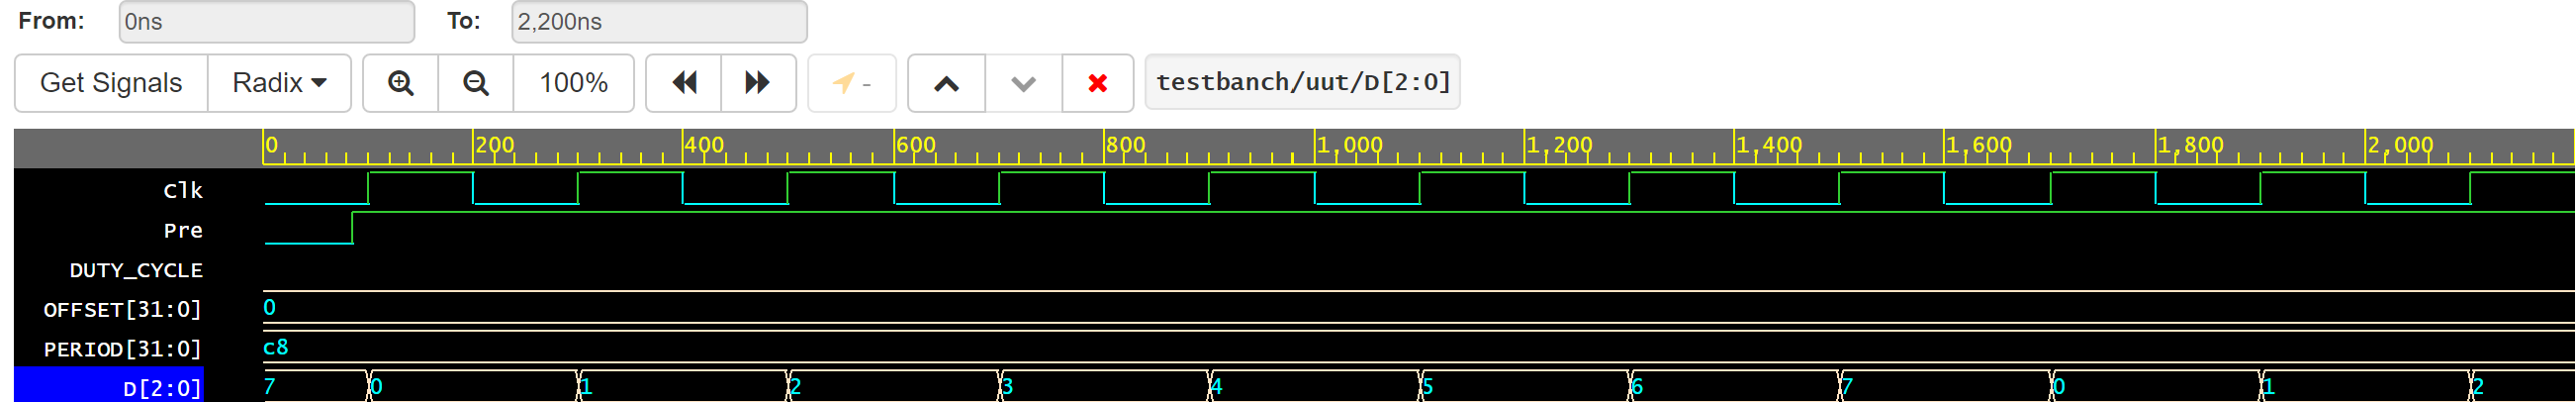 From: 0ns To: 2,200ns
Get Signals Radix 100% - testbanch/uut/D[2:0]
0 200 400 600 800 1,000 1,200 1,400 1,600 1,800 2,000
Clk
Pre
DUTY_CYCLE
OFFSET[31:0] 0
PERIOD[31:0] c8
D[2:0] 7 0 1 2 3 4 5 6 7 0 1 2